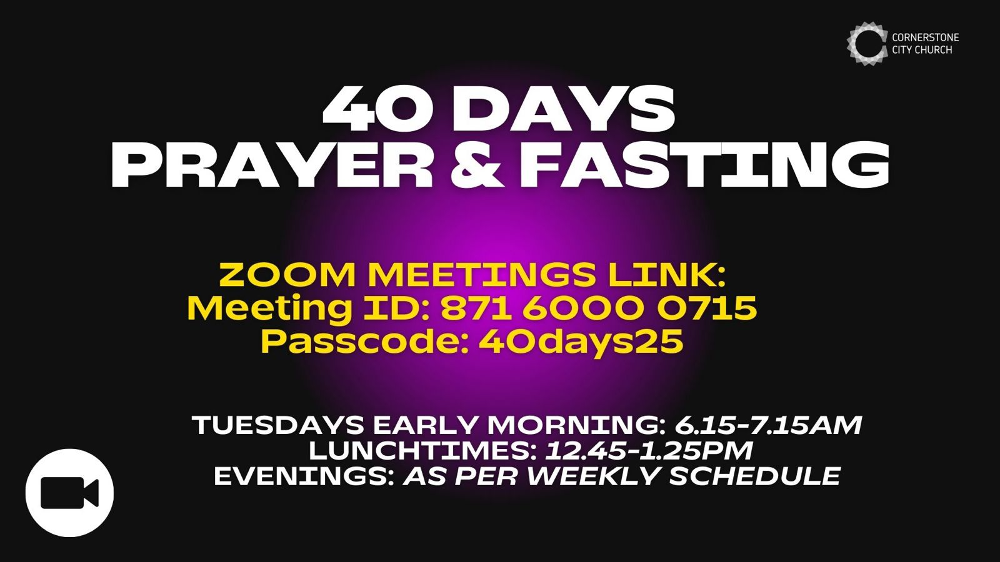 CORNERSTONE
CITY CHURCH
40 DAYS
PRAYER & FASTING
ZOOM MEETINGS LINK:
Meeting ID: 871 6000 0715
Passcode: 40days25
TUESDAYS EARLY MORNING: 6.15-7.15AM
LUNCHTIMES: 12.45-1.25PM
EVENINGS: AS PER WEEKLY SCHEDULE